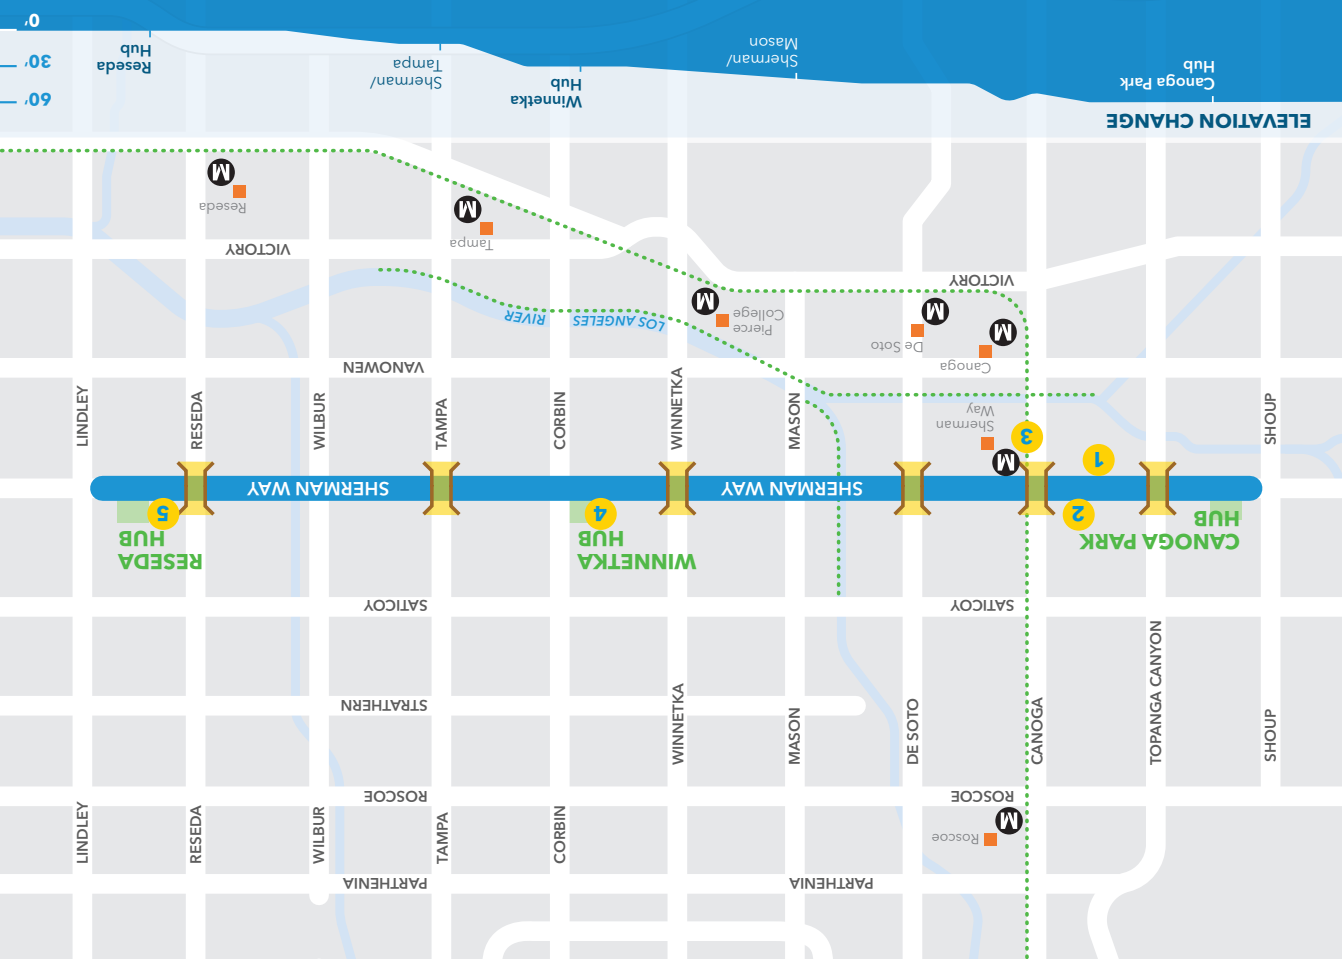 PARTHENIA
PARTHENIA
Roscoe
M
TAMPA
CORBIN
WILBUR
RESEDA
LINDLEY
ROSCOE
ROSCOE
SHOUP
TOPANGA CANYON
CANOGA
DE SOTO
MASON
WINNETKA
STRATHERN
SATICOY
SATICOY
CANOGA PARK
HUB
WINNETKA
HUB
RESEDA
HUB
2
4
5
SHERMAN WAY
SHERMAN WAY
1
3
M
Sherman
Way
SHOUP
MASON
WINNETKA
CORBIN
TAMPA
WILBUR
RESEDA
LINDLEY
VANOWEN
Canoga
M
De Soto
M
Pierce
College
M
LOS ANGELES
RIVER
VICTORY
VICTORY
Tampa
M
Reseda
M
ELEVATION CHANGE
Canoga Park
Hub
Sherman/
Mason
Winnetka
Hub
Sherman/
Tampa
Reseda
Hub
60'
30'
0'